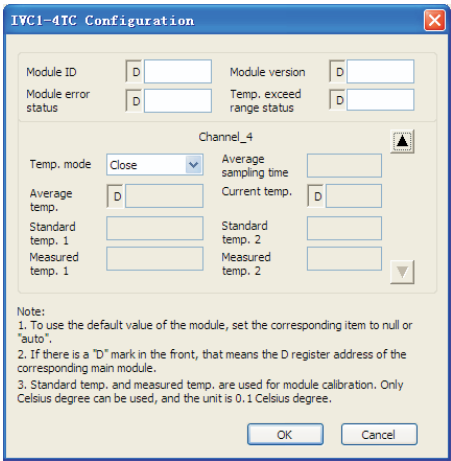 IVC1-4TC Configuration
Module ID D Module version D
Module error status D Temp. exceed range status D
Channel_4
Temp. mode Close Average sampling time
Average temp. D Current temp. D
Standard temp. 1 Standard temp. 2
Measured temp. 1 Measured temp. 2
Note:
1. To use the default value of the module, set the corresponding item to null or
"auto".
2. If there is a "D" mark in the front, that means the D register address of the
corresponding main module.
3. Standard temp. and measured temp. are used for module calibration. Only
Celsius degree can be used, and the unit is 0.1 Celsius degree.
OK Cancel